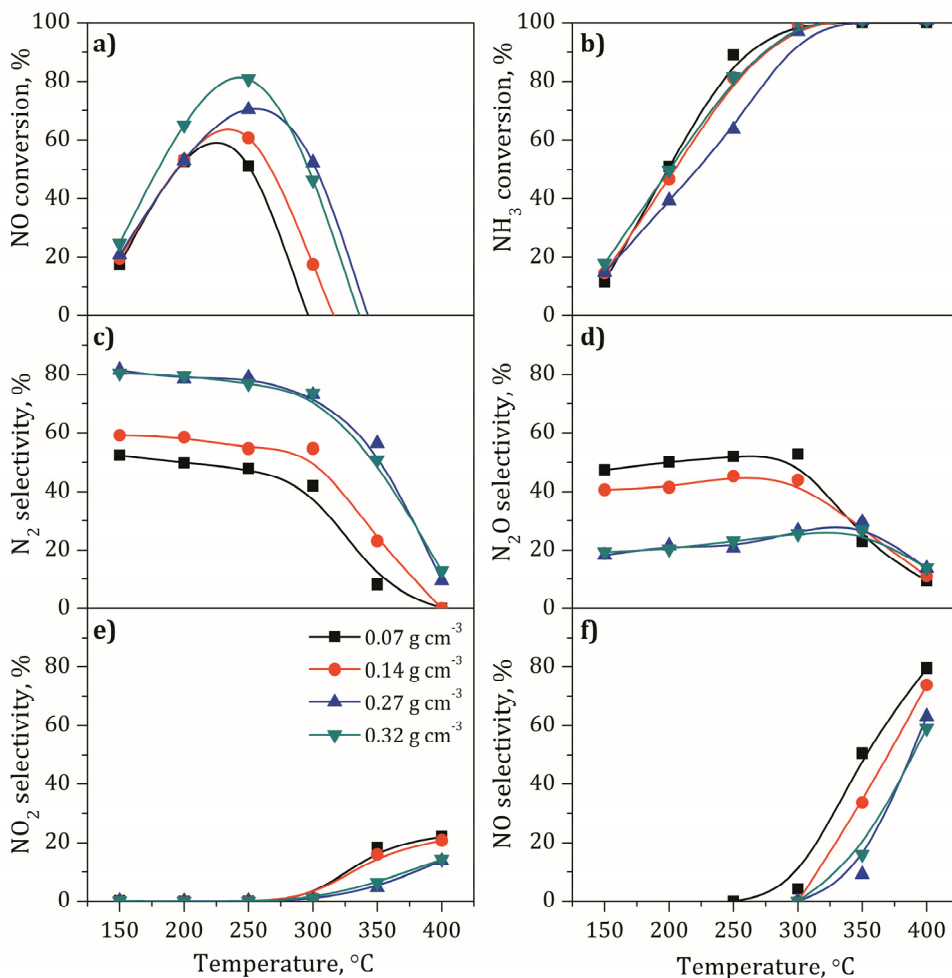 a)
NO conversion, %
100
80
60
40
20
0
b)
NH₃ conversion, %
100
80
60
40
20
0
c)
N₂ selectivity, %
80
60
40
20
0
d)
N₂O selectivity, %
80
60
40
20
0
e)
NO₂ selectivity, %
80
60
40
20
0
0.07 g cm⁻³
0.14 g cm⁻³
0.27 g cm⁻³
0.32 g cm⁻³
150 200 250 300 350 400
Temperature, °C
f)
NO selectivity, %
80
60
40
20
0
150 200 250 300 350 400
Temperature, °C